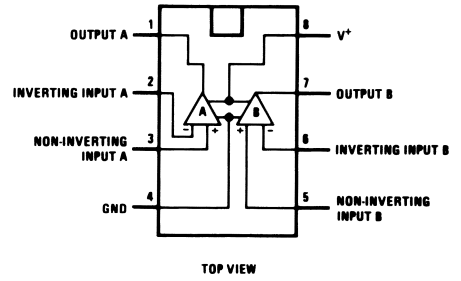 1
OUTPUT A
2
INVERTING INPUT A
3
NON-INVERTING
INPUT A
4
GND
8
V+
7
OUTPUT B
6
INVERTING INPUT B
5
NON-INVERTING
INPUT B
A
B
- +
+ -
TOP VIEW